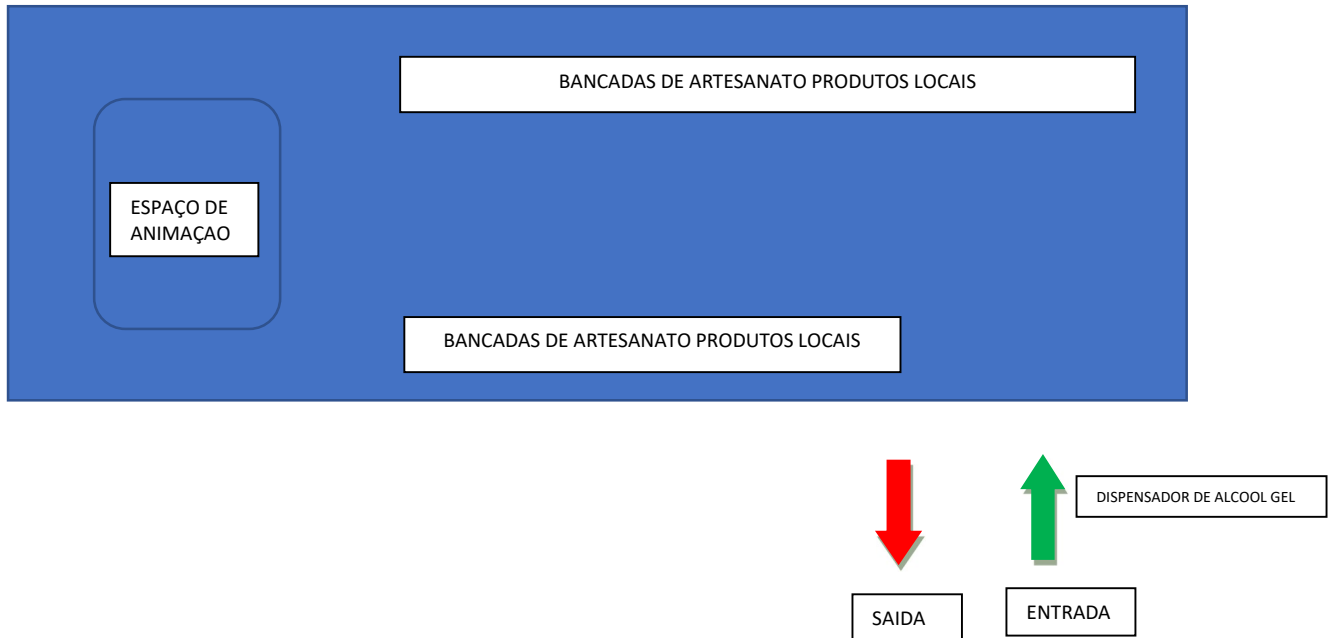 BANCADAS DE ARTESANATO PRODUTOS LOCAIS
ESPAÇO DE
ANIMAÇAO
BANCADAS DE ARTESANATO PRODUTOS LOCAIS
DISPENSADOR DE ALCOOL GEL
SAIDA
ENTRADA